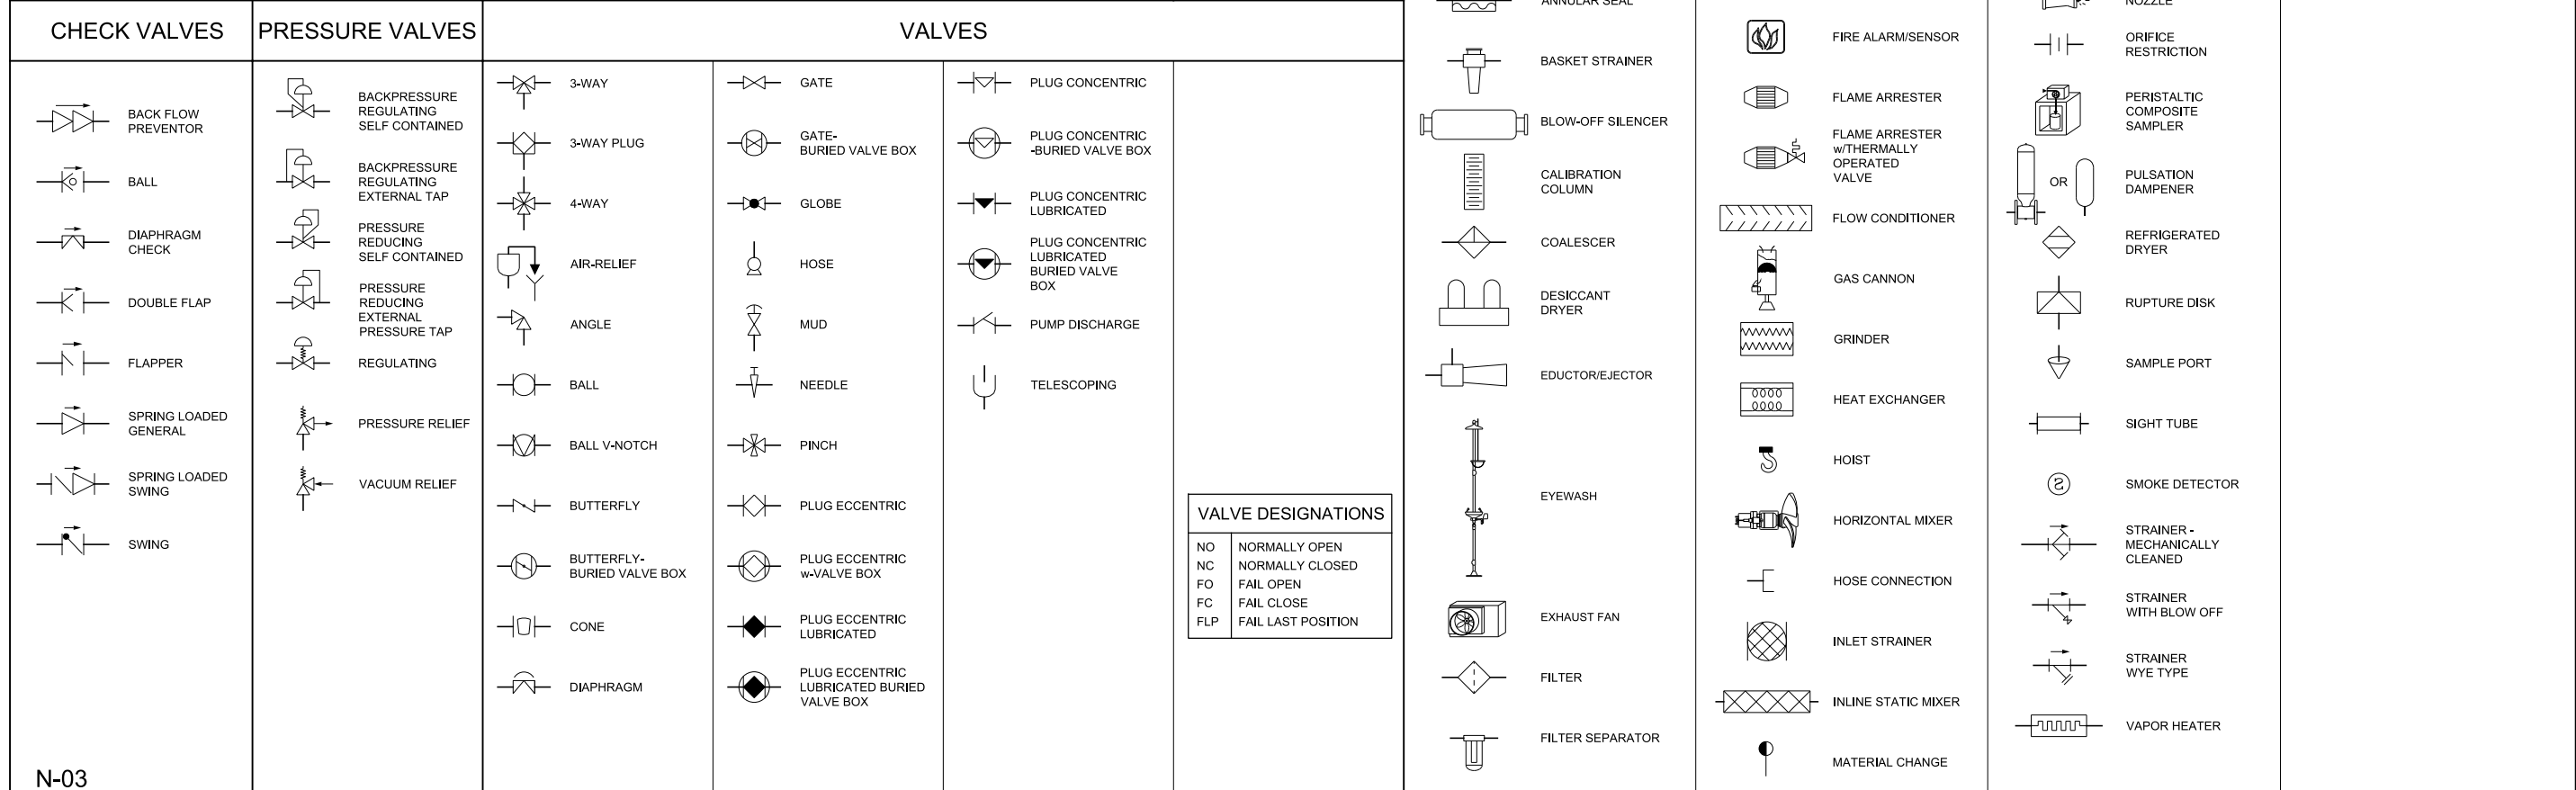 CHECK VALVES
BACK FLOW
PREVENTOR
BALL
DIAPHRAGM
CHECK
DOUBLE FLAP
FLAPPER
SPRING LOADED
GENERAL
SPRING LOADED
SWING
SWING
N-03
PRESSURE VALVES
BACKPRESSURE
REGULATING
SELF CONTAINED
BACKPRESSURE
REGULATING
EXTERNAL TAP
PRESSURE
REDUCING
SELF CONTAINED
PRESSURE
REDUCING
EXTERNAL
PRESSURE TAP
REGULATING
PRESSURE RELIEF
VACUUM RELIEF
VALVES
3-WAY
3-WAY PLUG
4-WAY
AIR-RELIEF
ANGLE
BALL
BALL V-NOTCH
BUTTERFLY
BUTTERFLY-
BURIED VALVE BOX
CONE
DIAPHRAGM
GATE
GATE-
BURIED VALVE BOX
GLOBE
HOSE
MUD
NEEDLE
PINCH
PLUG ECCENTRIC
PLUG ECCENTRIC
w-VALVE BOX
PLUG ECCENTRIC
LUBRICATED
PLUG ECCENTRIC
LUBRICATED BURIED
VALVE BOX
PLUG CONCENTRIC
PLUG CONCENTRIC
-BURIED VALVE BOX
PLUG CONCENTRIC
LUBRICATED
PLUG CONCENTRIC
LUBRICATED
BURIED VALVE
BOX
PUMP DISCHARGE
TELESCOPING
VALVE DESIGNATIONS
NO NORMALLY OPEN
NC NORMALLY CLOSED
FO FAIL OPEN
FC FAIL CLOSE
FLP FAIL LAST POSITION
ANNULAR SEAL
BASKET STRAINER
BLOW-OFF SILENCER
CALIBRATION
COLUMN
COALESCER
DESICCANT
DRYER
EDUCTOR/EJECTOR
EYEWASH
EXHAUST FAN
FILTER
FILTER SEPARATOR
FIRE ALARM/SENSOR
FLAME ARRESTER
FLAME ARRESTER
w/THERMALLY
OPERATED
VALVE
FLOW CONDITIONER
GAS CANNON
GRINDER
HEAT EXCHANGER
HOIST
HORIZONTAL MIXER
HOSE CONNECTION
INLET STRAINER
INLINE STATIC MIXER
MATERIAL CHANGE
NOZZLE
ORIFICE
RESTRICTION
PERISTALTIC
COMPOSITE
SAMPLER
OR
PULSATION
DAMPENER
REFRIGERATED
DRYER
RUPTURE DISK
SAMPLE PORT
SIGHT TUBE
S
SMOKE DETECTOR
STRAINER -
MECHANICALLY
CLEANED
STRAINER
WITH BLOW OFF
STRAINER
WYE TYPE
VAPOR HEATER